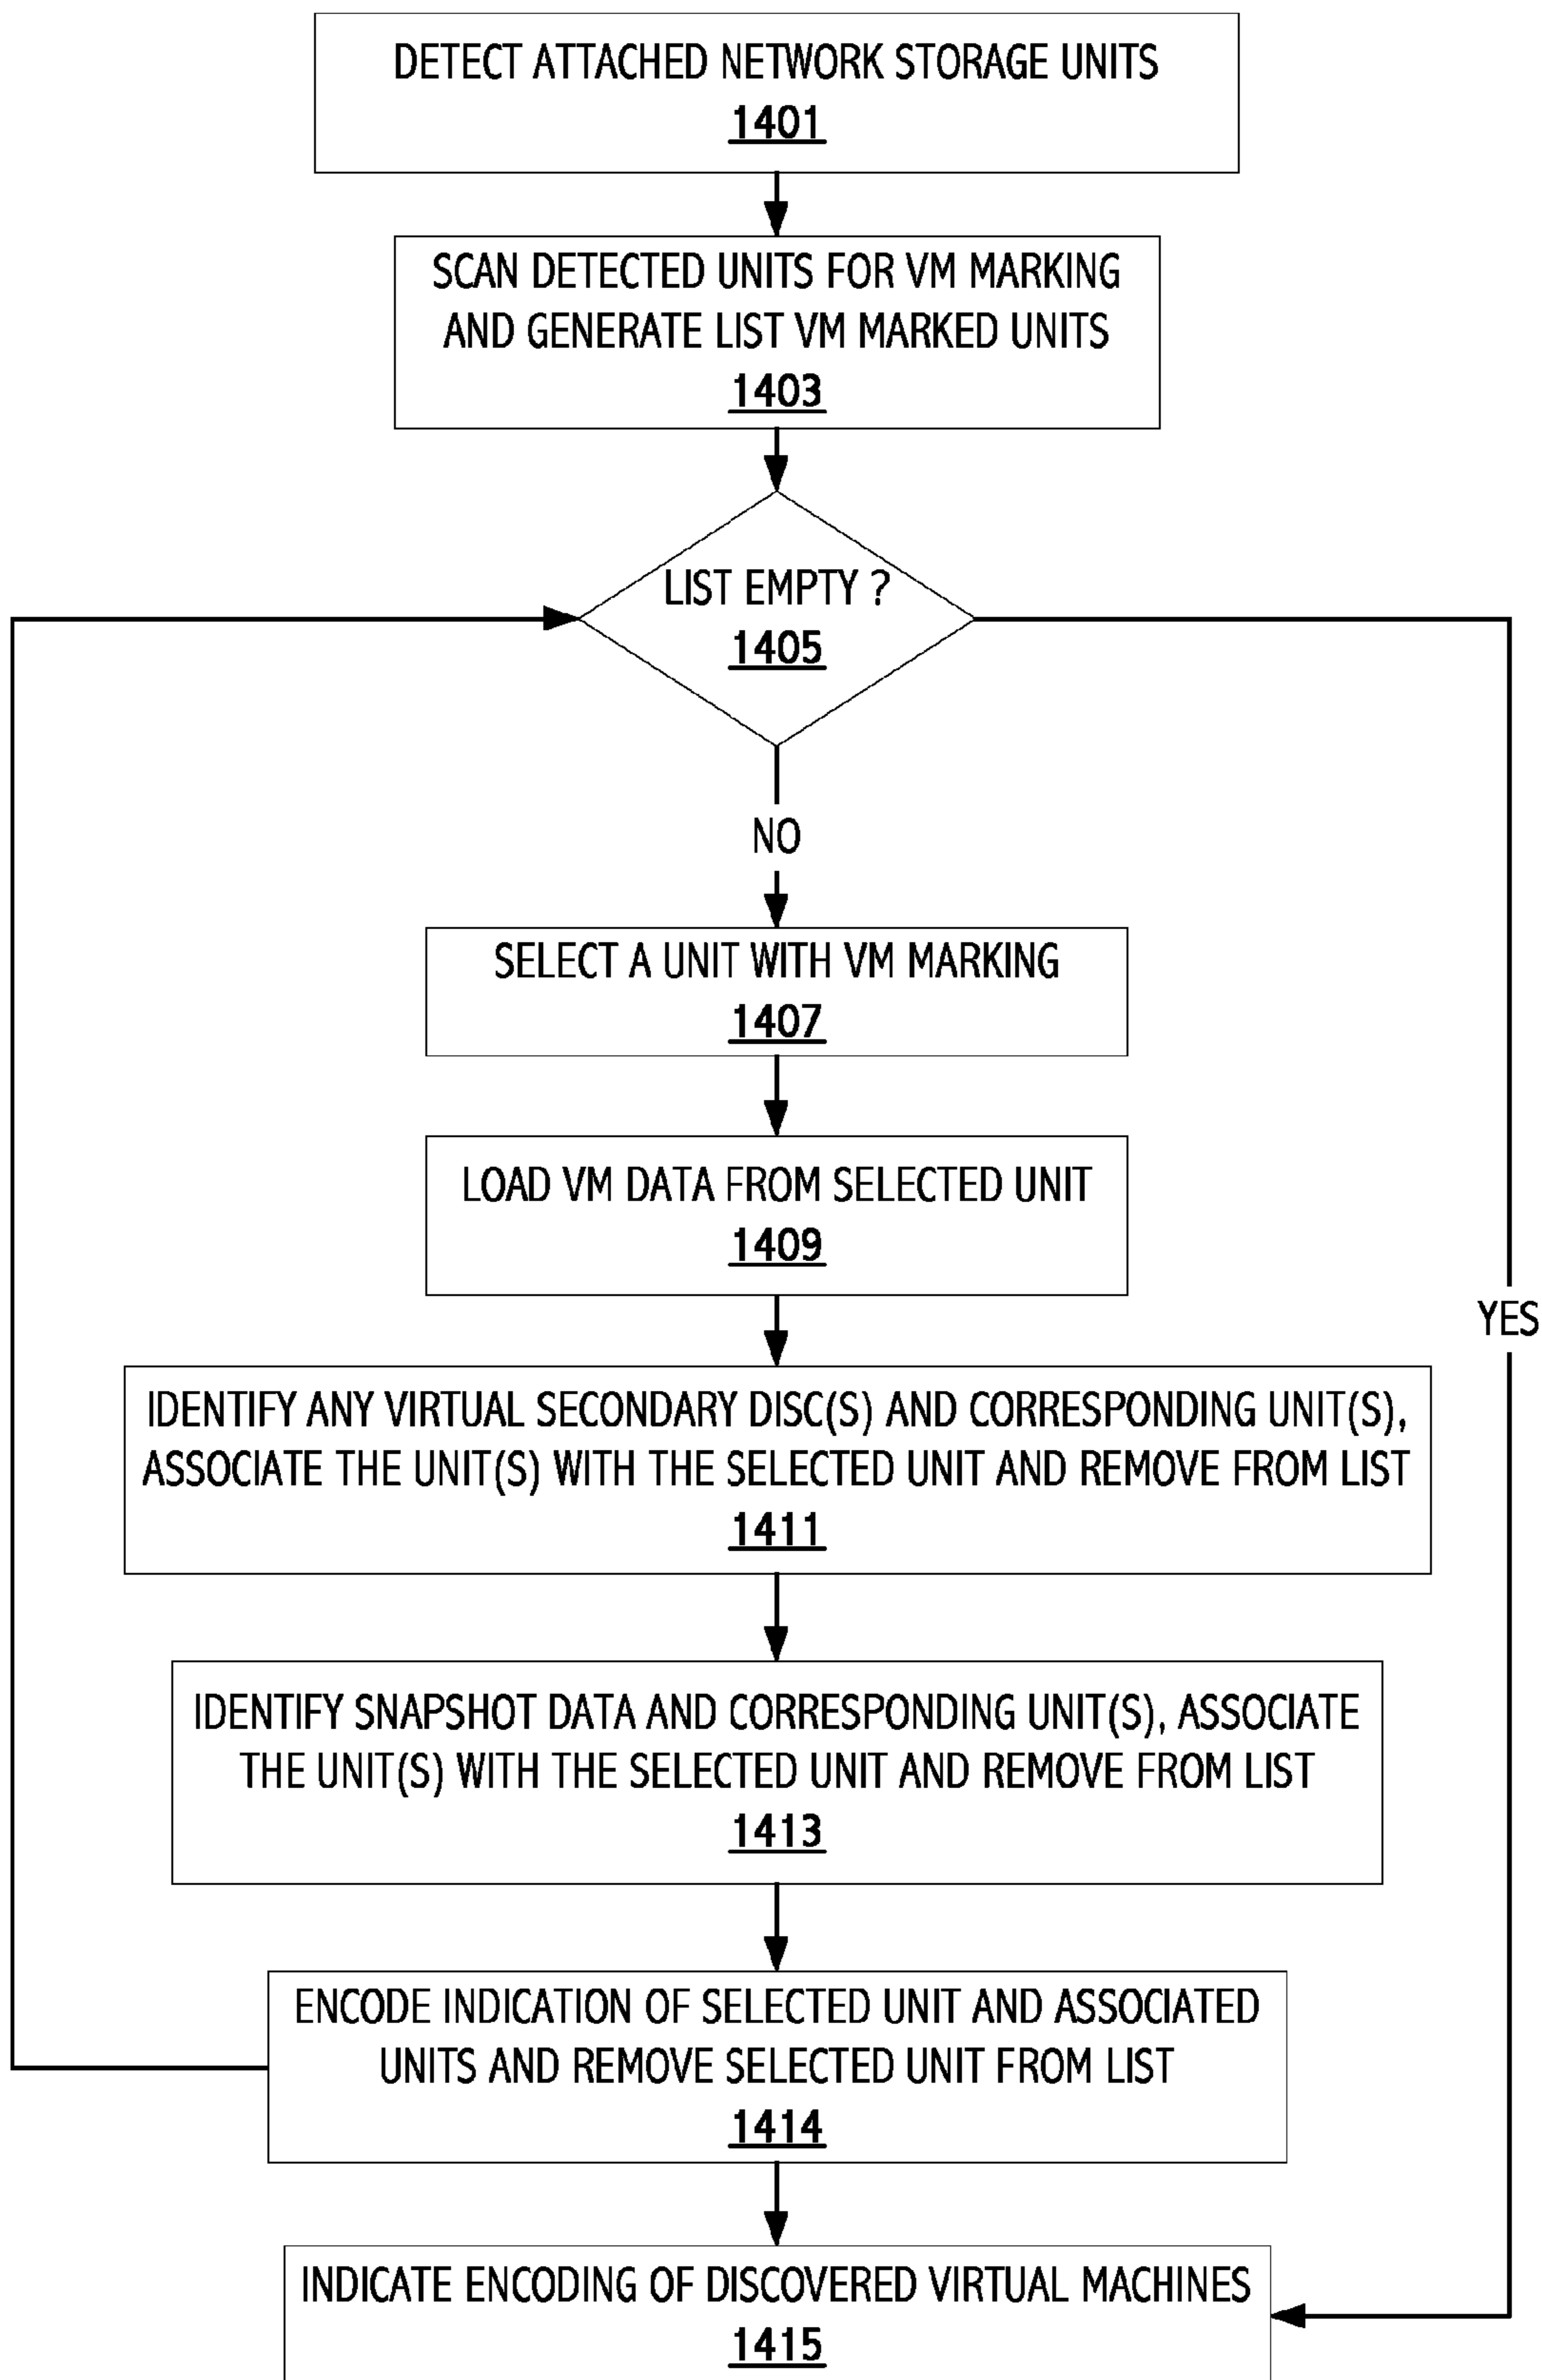 DETECT ATTACHED NETWORK STORAGE UNITS
1401
SCAN DETECTED UNITS FOR VM MARKING
AND GENERATE LIST VM MARKED UNITS
1403
LIST EMPTY ?
1405
NO
SELECT A UNIT WITH VM MARKING
1407
LOAD VM DATA FROM SELECTED UNIT
1409
YES
IDENTIFY ANY VIRTUAL SECONDARY DISC(S) AND CORRESPONDING UNIT(S),
ASSOCIATE THE UNIT(S) WITH THE SELECTED UNIT AND REMOVE FROM LIST
1411
IDENTIFY SNAPSHOT DATA AND CORRESPONDING UNIT(S), ASSOCIATE
THE UNIT(S) WITH THE SELECTED UNIT AND REMOVE FROM LIST
1413
ENCODE INDICATION OF SELECTED UNIT AND ASSOCIATED
UNITS AND REMOVE SELECTED UNIT FROM LIST
1414
INDICATE ENCODING OF DISCOVERED VIRTUAL MACHINES
1415